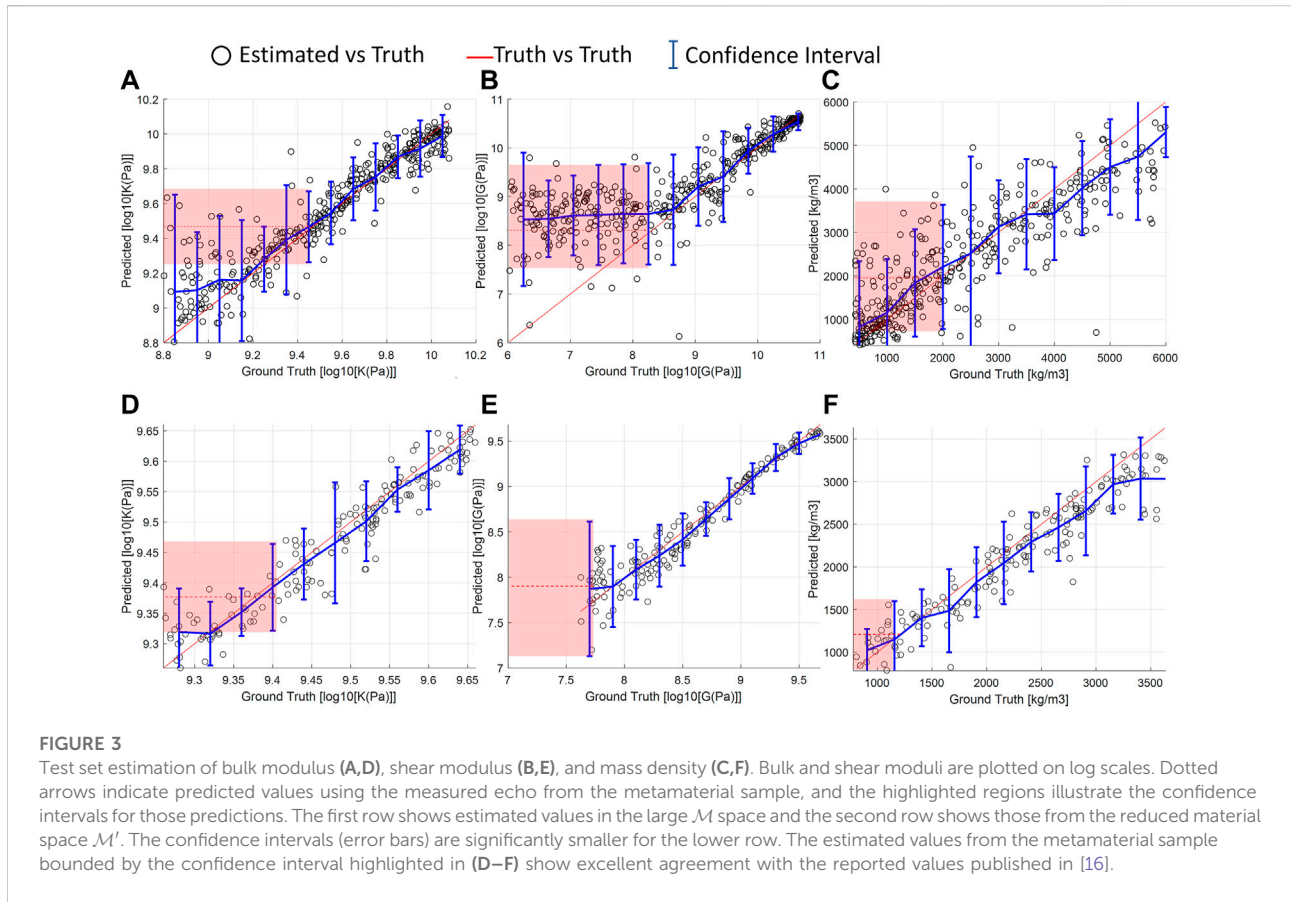 Estimated vs Truth
Truth vs Truth
Confidence Interval
A
10.2
10
9.8
9.6
9.4
9.2
9
8.8
Predicted [log10[K(Pa)]]
8.8 9 9.2 9.4 9.6 9.8 10 10.2
Ground Truth [log10[K(Pa)]]
B
11
10
9
8
7
6
Predicted [log10[G(Pa)]]
6 7 8 9 10 11
Ground Truth [log10[G(Pa)]]
C
6000
5000
4000
3000
2000
1000
Predicted [kg/m3]
1000 2000 3000 4000 5000 6000
Ground Truth [kg/m3]
D
9.65
9.6
9.55
9.5
9.45
9.4
9.35
9.3
Predicted [log10[K(Pa)]]
9.3 9.35 9.4 9.45 9.5 9.55 9.6 9.65
Ground Truth [log10[K(Pa)]]
E
9.5
9
8.5
8
7.5
7
Predicted [log10[G(Pa)]]
7 7.5 8 8.5 9 9.5
Ground Truth [log10[G(Pa)]]
F
3500
3000
2500
2000
1500
1000
Predicted [kg/m3]
1000 1500 2000 2500 3000 3500
Ground Truth [kg/m3]
FIGURE 3
Test set estimation of bulk modulus (A,D), shear modulus (B,E), and mass density (C,F). Bulk and shear moduli are plotted on log scales. Dotted
arrows indicate predicted values using the measured echo from the metamaterial sample, and the highlighted regions illustrate the confidence
intervals for those predictions. The first row shows estimated values in the large ℳ space and the second row shows those from the reduced material
space ℳ′. The confidence intervals (error bars) are significantly smaller for the lower row. The estimated values from the metamaterial sample
bounded by the confidence interval highlighted in (D–F) show excellent agreement with the reported values published in [16].